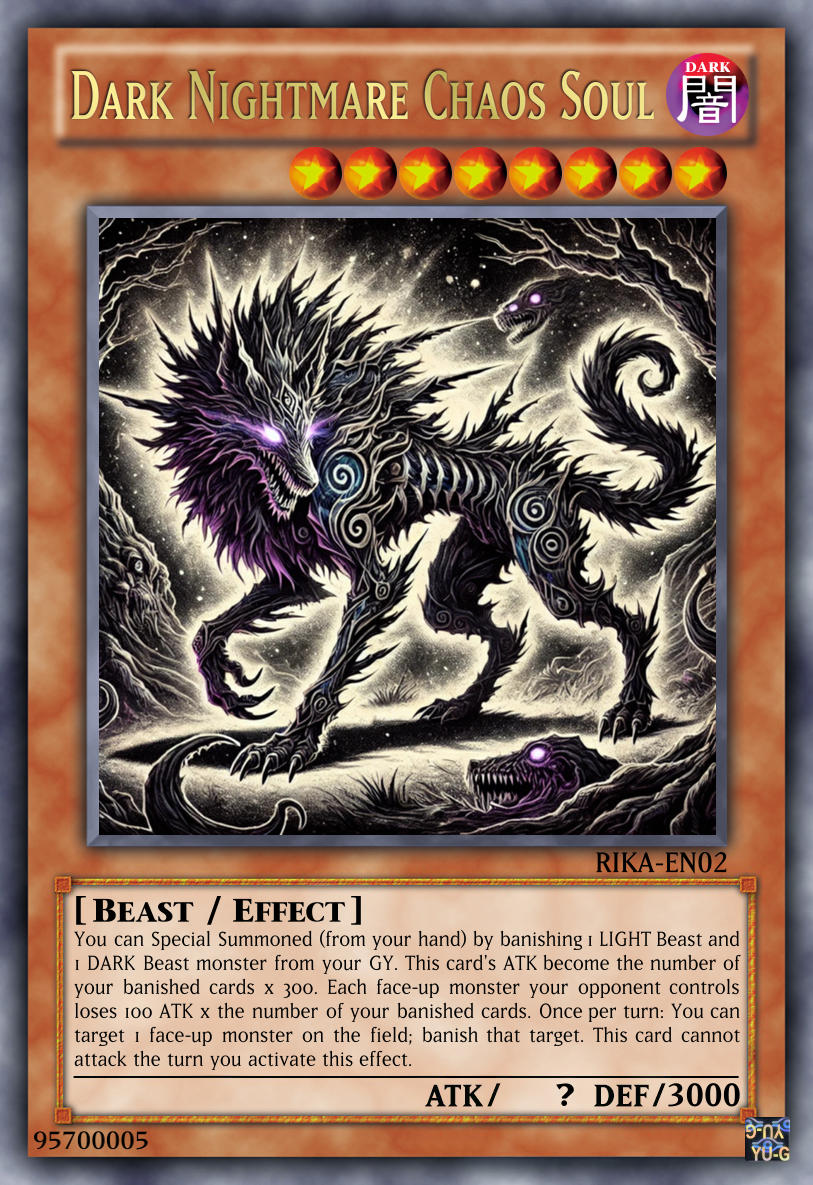 Dark Nightmare Chaos Soul
DARK
闇
RIKA-EN02
[ Beast / Effect ]
You can Special Summoned (from your hand) by banishing 1 LIGHT Beast and
1 DARK Beast monster from your GY. This card's ATK become the number of
your banished cards x 300. Each face-up monster your opponent controls
loses 100 ATK x the number of your banished cards. Once per turn: You can
target 1 face-up monster on the field; banish that target. This card cannot
attack the turn you activate this effect.
ATK/ ? DEF/3000
95700005
YU-G
YU-G